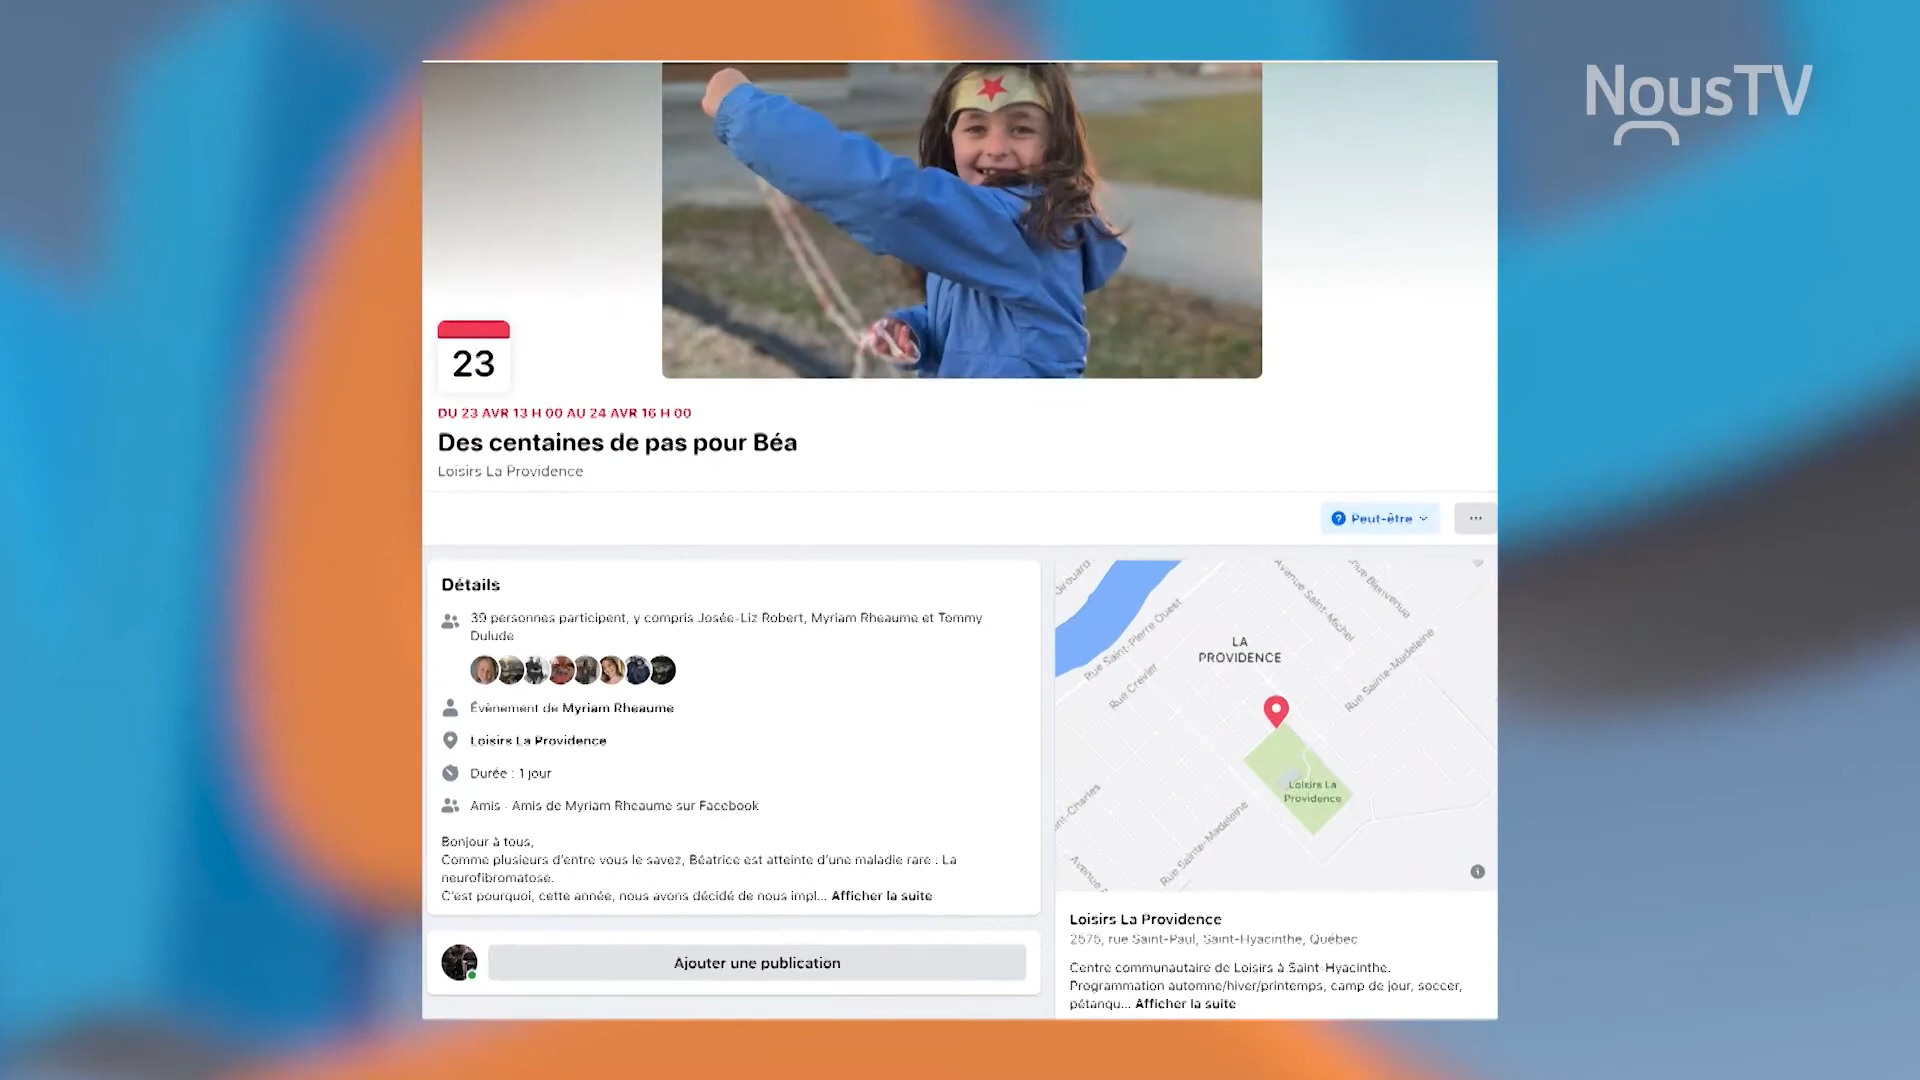 NousTV
23
DU 23 AVR 13 H 00 AU 24 AVR 16 H 00
Des centaines de pas pour Béa
Loisirs La Providence
Peut-être
Détails
39 personnes participent, y compris Josée-Liz Robert, Myriam Rheaume et Tommy
Dulude
Évènement de Myriam Rheaume
Loisirs La Providence
Durée : 1 jour
Amis · Amis de Myriam Rheaume sur Facebook
Bonjour à tous,
Comme plusieurs d'entre vous le savez, Béatrice est atteinte d'une maladie rare : La
neurofibromatose.
C'est pourquoi, cette année, nous avons décidé de nous impl... Afficher la suite
Ajouter une publication
Girouard
Rue Saint-Pierre Ouest
Rue Crevier
Avenue Saint-Michel
nue Bienvenue
Rue Sainte-Madeleine
LA
PROVIDENCE
Loisirs La
Providence
int-Charles
Rue Sainte-Madeleine
Avenue
Loisirs La Providence
2575, rue Saint-Paul, Saint-Hyacinthe, Québec
Centre communautaire de Loisirs à Saint-Hyacinthe.
Programmation automne/hiver/printemps, camp de jour, soccer,
pétanqu... Afficher la suite